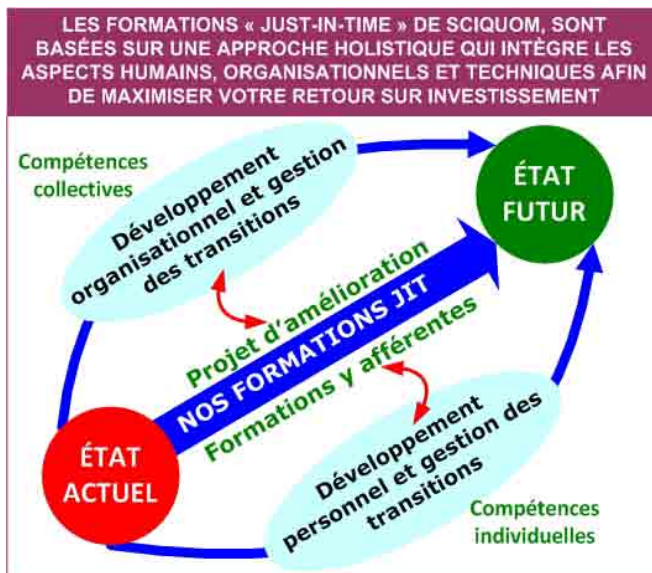 LES FORMATIONS « JUST-IN-TIME » DE SCIQUOM, SONT
BASÉES SUR UNE APPROCHE HOLISTIQUE QUI INTÈGRE LES
ASPECTS HUMAINS, ORGANISATIONNELS ET TECHNIQUES AFIN
DE MAXIMISER VOTRE RETOUR SUR INVESTISSEMENT
Compétences
collectives
Développement
organisationnel et gestion
des transitions
ÉTAT
FUTUR
Projet d'amélioration
NOS FORMATIONS JIT
Formations y afférentes
ÉTAT
ACTUEL
Développement
personnel et gestion des
transitions
Compétences
individuelles